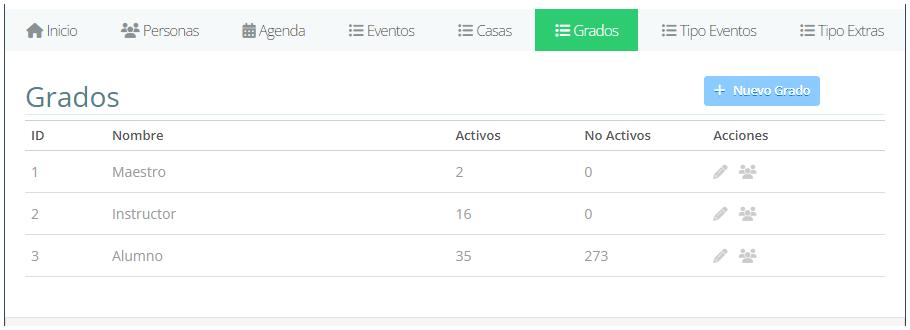 Inicio Personas Agenda Eventos Casas Grados Tipo Eventos Tipo Extras
Grados + Nuevo Grado
ID Nombre Activos No Activos Acciones
1 Maestro 2 0
2 Instructor 16 0
3 Alumno 35 273